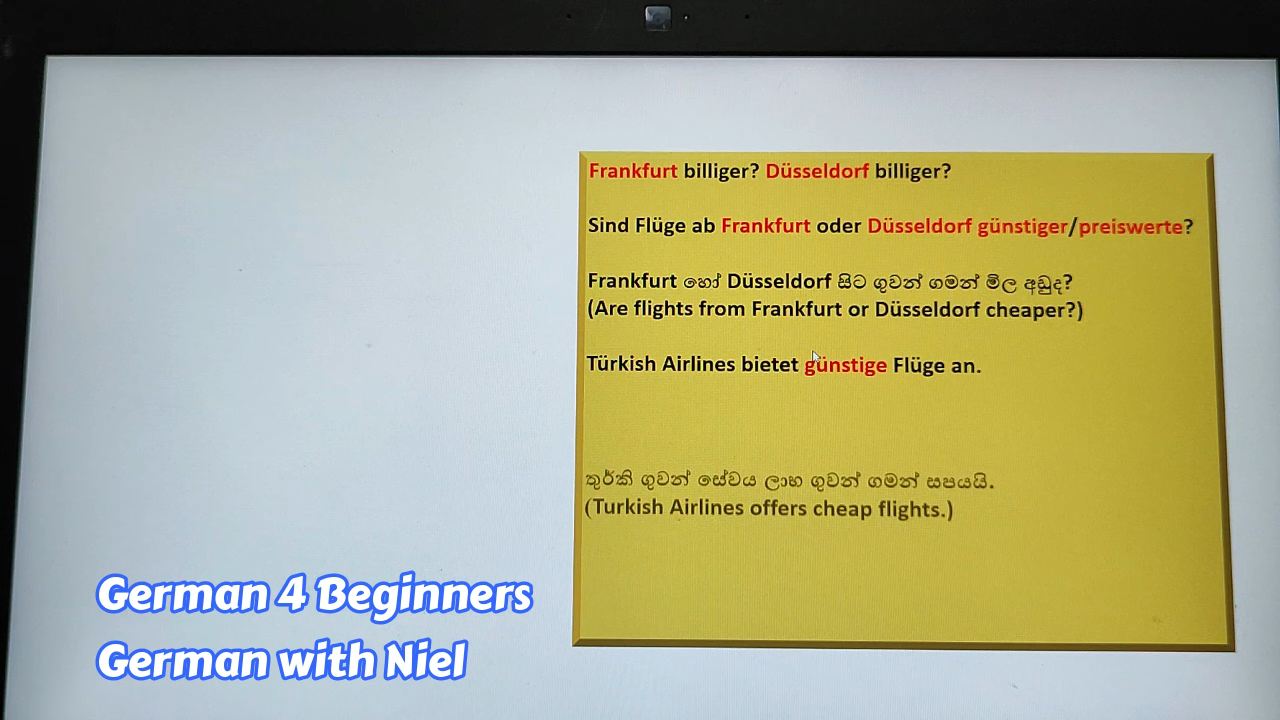 Frankfurt billiger? Düsseldorf billiger?
Sind Flüge ab Frankfurt oder Düsseldorf günstiger/preiswerte?
Frankfurt හෝ Düsseldorf සිට ගුවන් ගමන් මිල අඩුද?
(Are flights from Frankfurt or Düsseldorf cheaper?)
Türkish Airlines bietet günstige Flüge an.
තුර්කි ගුවන් සේවය ලාභ ගුවන් ගමන් සපයයි.
(Turkish Airlines offers cheap flights.)
German 4 Beginners
German with Niel